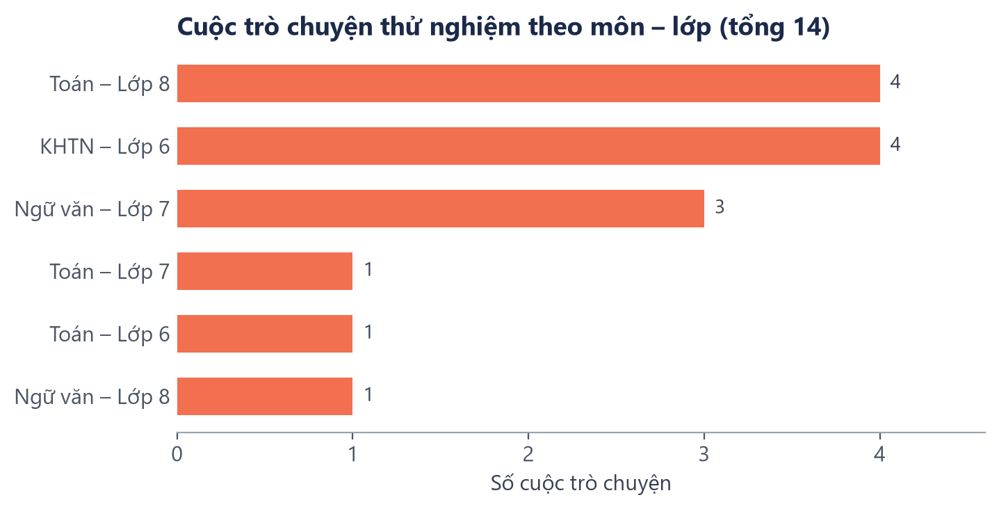 Cuộc trò chuyện thử nghiệm theo môn – lớp (tổng 14)
Toán – Lớp 8
4
KHTN – Lớp 6
4
Ngữ văn – Lớp 7
3
Toán – Lớp 7
1
Toán – Lớp 6
1
Ngữ văn – Lớp 8
1
0 1 2 3 4
Số cuộc trò chuyện